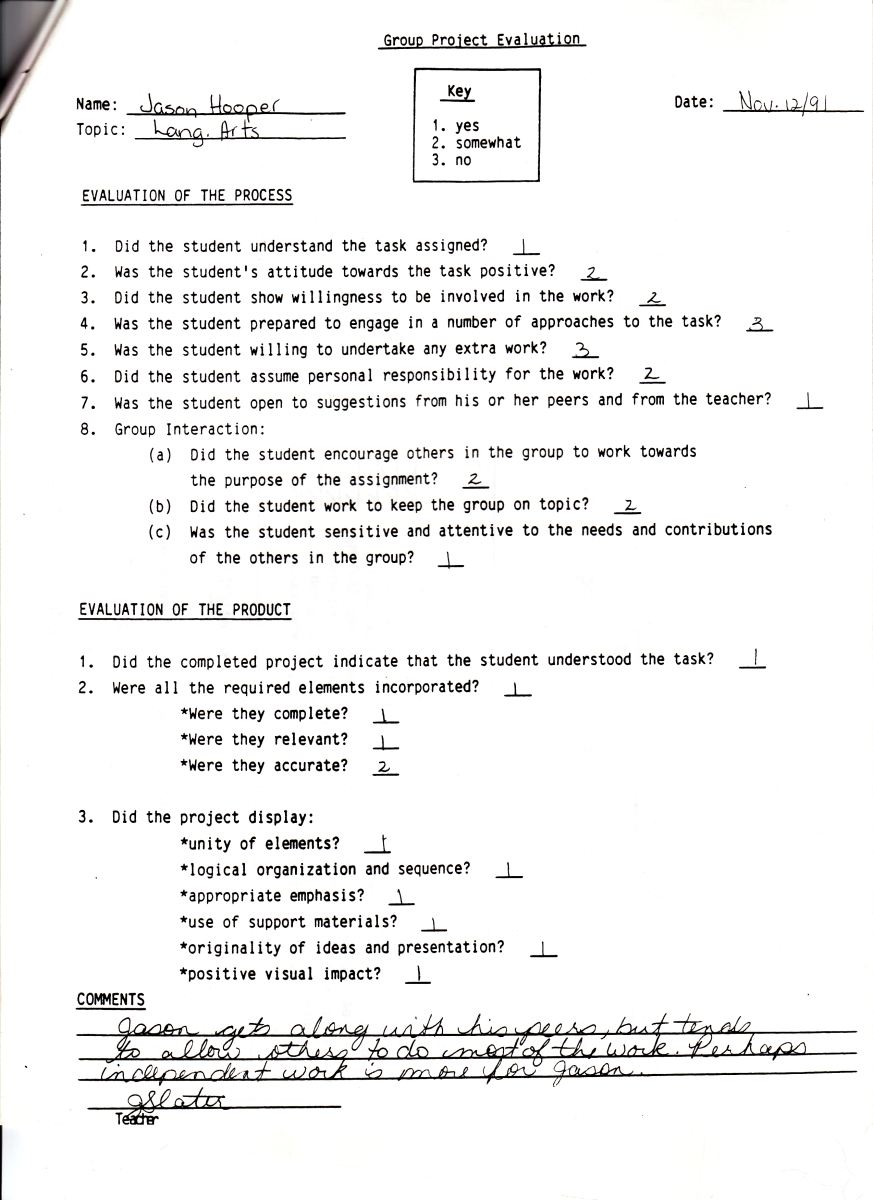 Group Project Evaluation
Key
Name: Jason Hooper
Date: Nov. 12/91
Topic: Lang. Arts
1. yes
2. somewhat
3. no
EVALUATION OF THE PROCESS
1. Did the student understand the task assigned? 1
2. Was the student's attitude towards the task positive? 2
3. Did the student show willingness to be involved in the work? 2
4. Was the student prepared to engage in a number of approaches to the task? 3
5. Was the student willing to undertake any extra work? 3
6. Did the student assume personal responsibility for the work? 2
7. Was the student open to suggestions from his or her peers and from the teacher? 1
8. Group Interaction:
(a) Did the student encourage others in the group to work towards
the purpose of the assignment? 2
(b) Did the student work to keep the group on topic? 2
(c) Was the student sensitive and attentive to the needs and contributions
of the others in the group? 1
EVALUATION OF THE PRODUCT
1. Did the completed project indicate that the student understood the task? 1
2. Were all the required elements incorporated? 1
*Were they complete? 1
*Were they relevant? 1
*Were they accurate? 2
3. Did the project display:
*unity of elements? 1
*logical organization and sequence? 1
*appropriate emphasis? 1
*use of support materials? 1
*originality of ideas and presentation? 1
*positive visual impact? 1
COMMENTS
Jason gets along with his peers, but tends
to allow others to do most of the work. Perhaps
independent work is more for Jason.
JSlater
Teacher